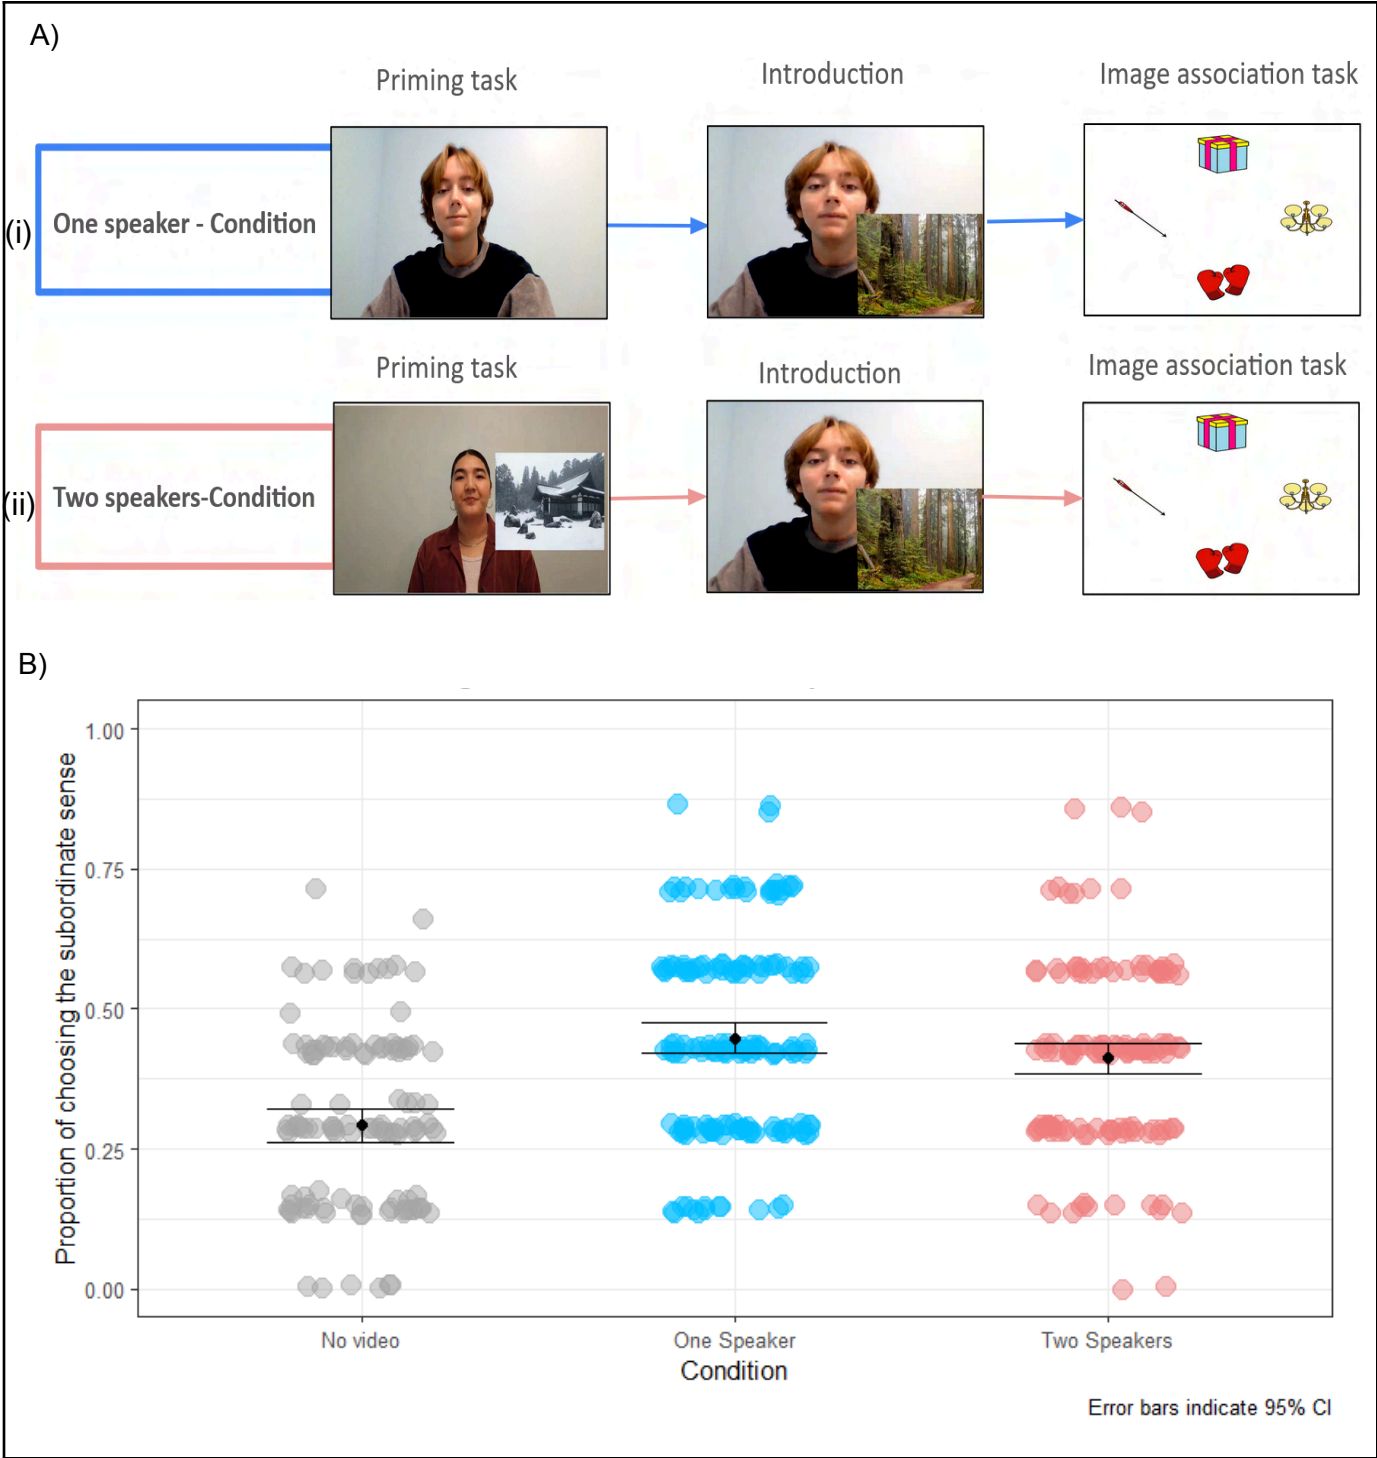 A)
Priming task
Introduction
Image association task
(i)
One speaker - Condition
Priming task
Introduction
Image association task
(ii)
Two speakers-Condition
B)
Proportion of choosing the subordinate sense
1.00
0.75
0.50
0.25
0.00
No video
One Speaker
Two Speakers
Condition
Error bars indicate 95% CI